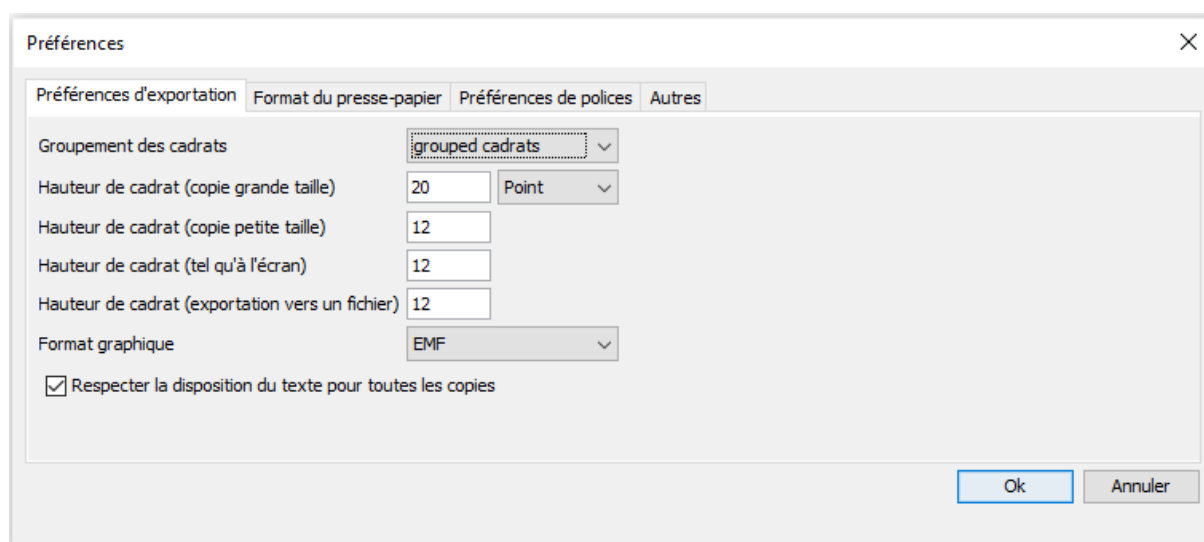 Préférences
Préférences d'exportation Format du presse-papier Préférences de polices Autres
Groupement des cadrats grouped cadrats
Hauteur de cadrat (copie grande taille) 20 Point
Hauteur de cadrat (copie petite taille) 12
Hauteur de cadrat (tel qu'à l'écran) 12
Hauteur de cadrat (exportation vers un fichier) 12
Format graphique EMF
Respecter la disposition du texte pour toutes les copies
Ok Annuler